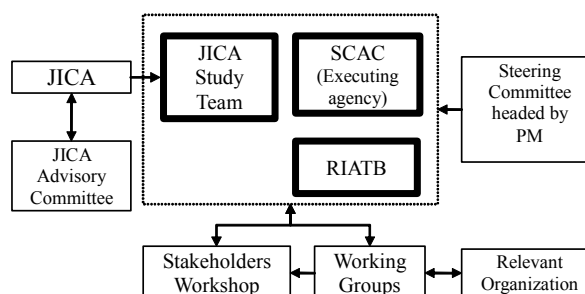 JICA
JICA
Advisory
Committee
JICA
Study
Team
SCAC
(Executing
agency)
RIATB
Steering
Committee
headed by
PM
Stakeholders
Workshop
Working
Groups
Relevant
Organization